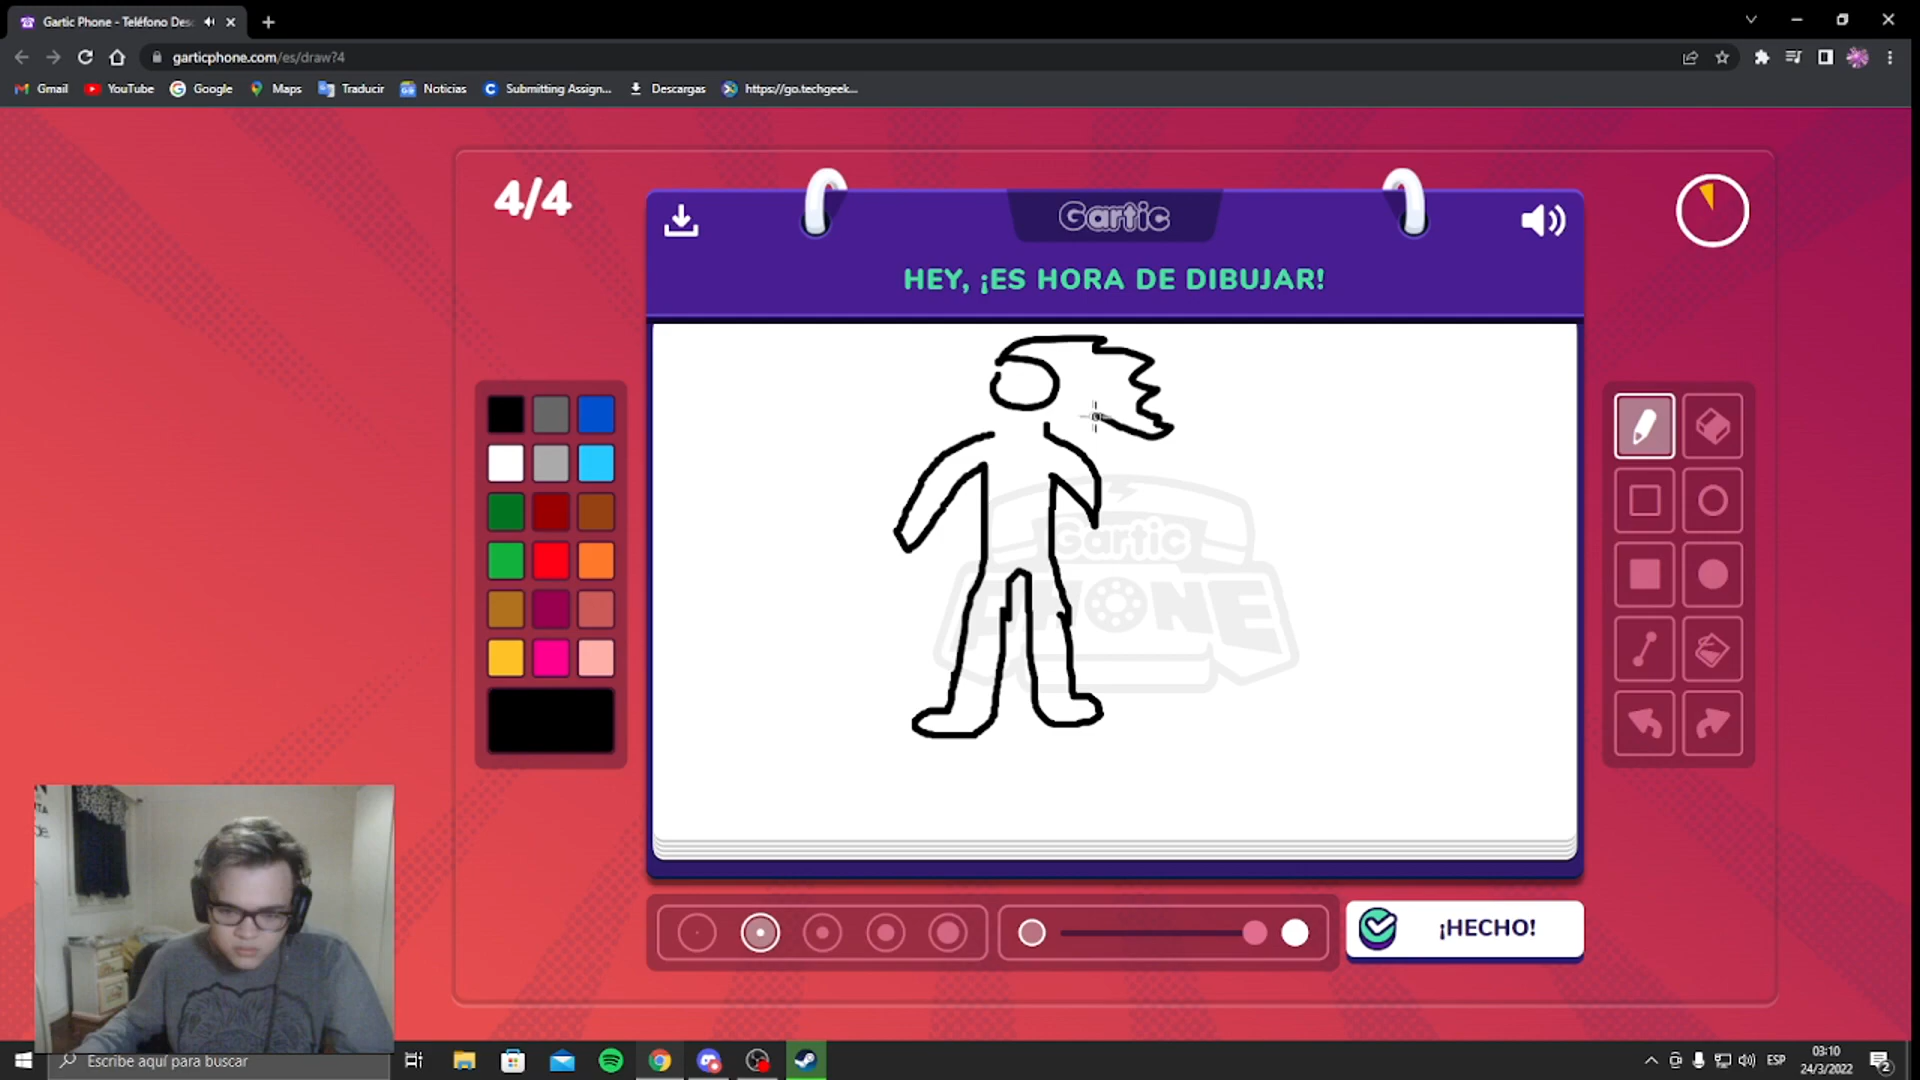 Gartic Phone - Teléfono Des
garticphone.com/es/draw?4
Gmail
YouTube
Google
Maps
Traducir
Noticias
Submitting Assign...
Descargas
https://go.techgeek...
4/4
Gartic
HEY, ¡ES HORA DE DIBUJAR!
Gartic
PHONE
¡HECHO!
Escribe aquí para buscar
ESP
03:10
24/3/2022
2